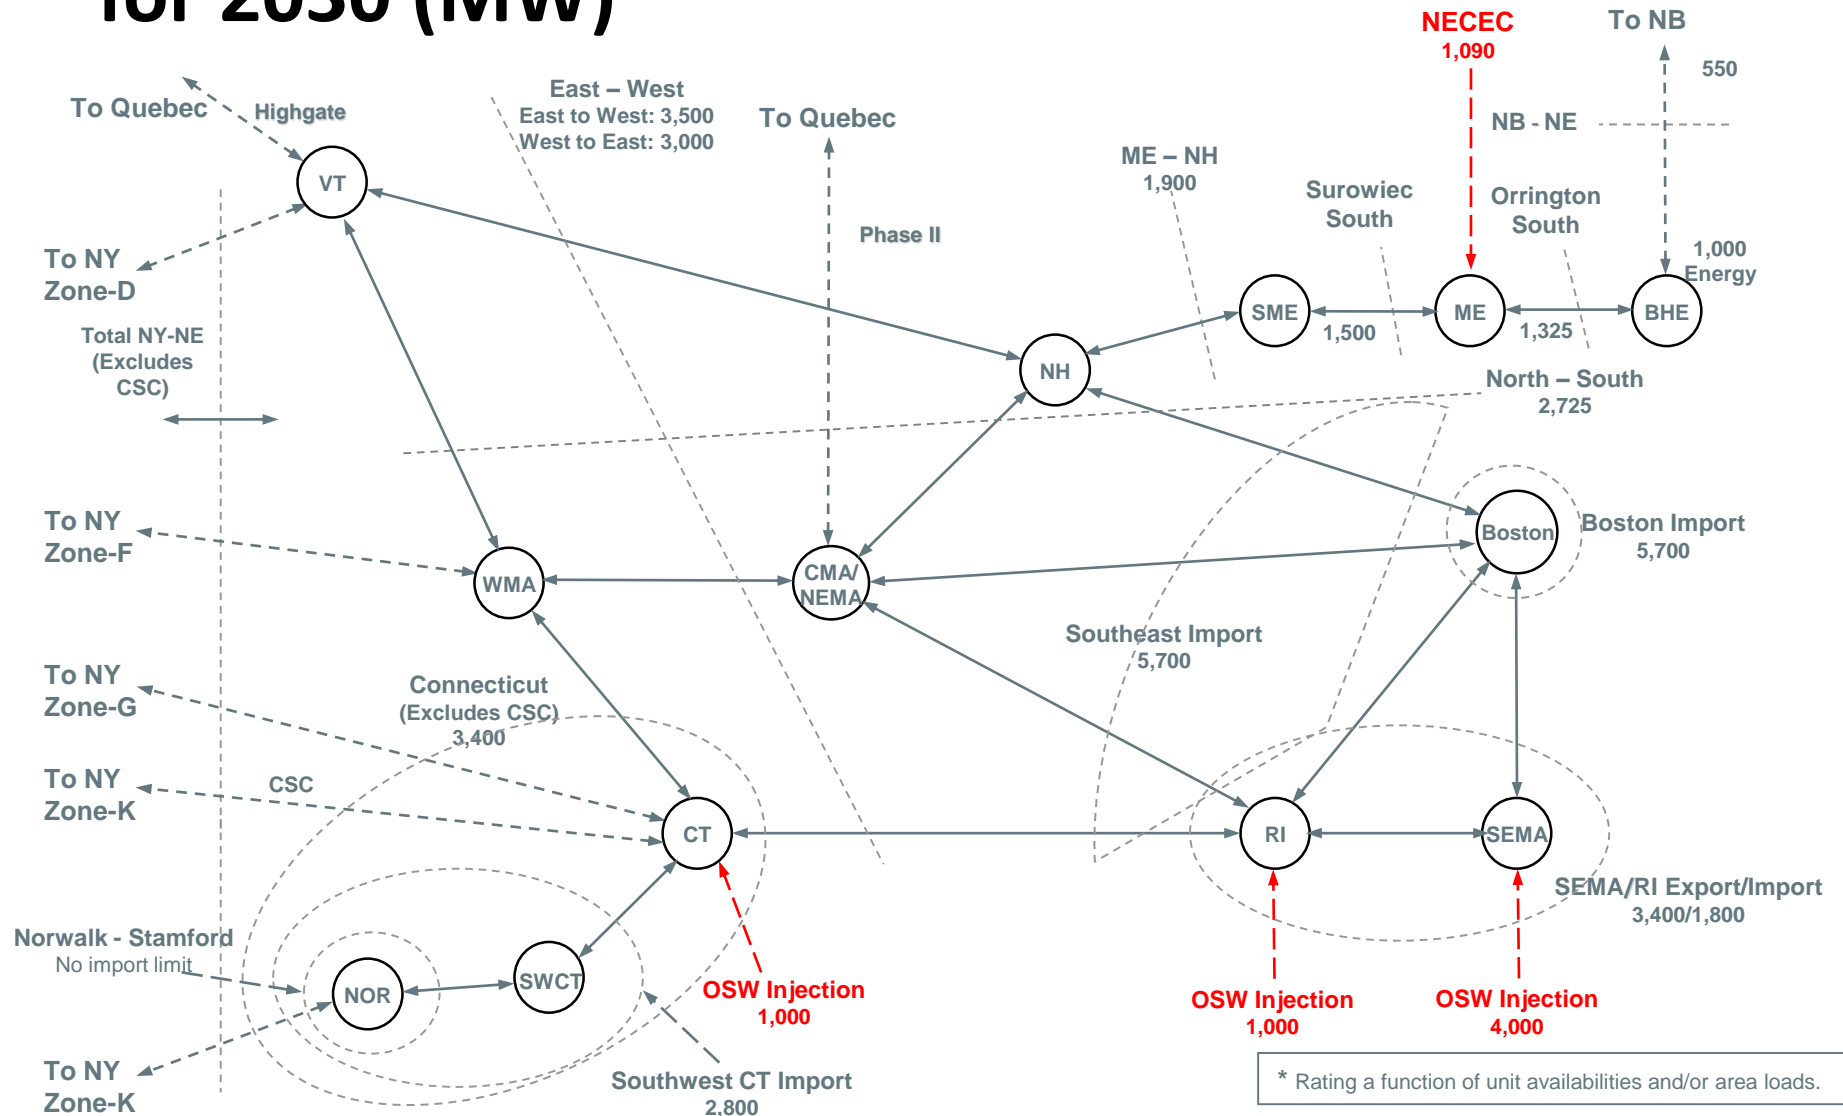 for 2030 (MW)
NECEC
1,090
To NB
550
NB - NE
To Quebec
Highgate
East – West
East to West: 3,500
West to East: 3,000
To Quebec
Phase II
ME – NH
1,900
Surowiec
South
Orrington
South
1,000
Energy
VT
To NY
Zone-D
Total NY-NE
(Excludes
CSC)
SME
1,500
ME
1,325
BHE
NH
North – South
2,725
To NY
Zone-F
WMA
CMA/
NEMA
Boston
Boston Import
5,700
Southeast Import
5,700
To NY
Zone-G
Connecticut
(Excludes CSC)
3,400
To NY
Zone-K
CSC
CT
RI
SEMA
SEMA/RI Export/Import
3,400/1,800
Norwalk - Stamford
No import limit
NOR
SWCT
OSW Injection
1,000
OSW Injection
1,000
OSW Injection
4,000
To NY
Zone-K
Southwest CT Import
2,800
* Rating a function of unit availabilities and/or area loads.